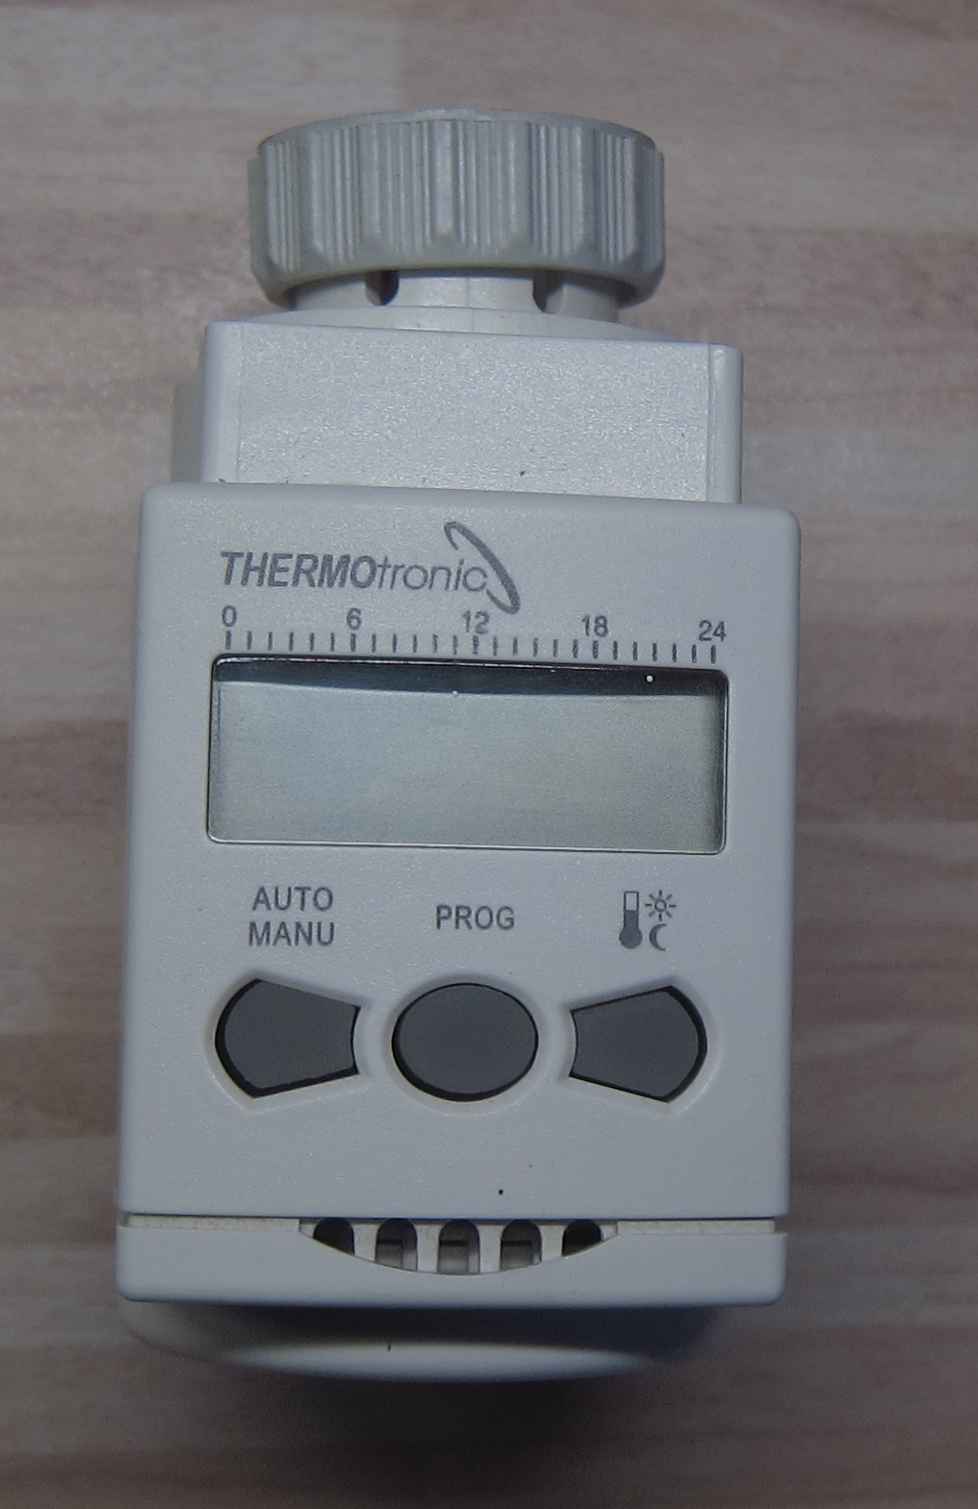 THERMOtronic
0 6 12 18 24
AUTO
MANU
PROG